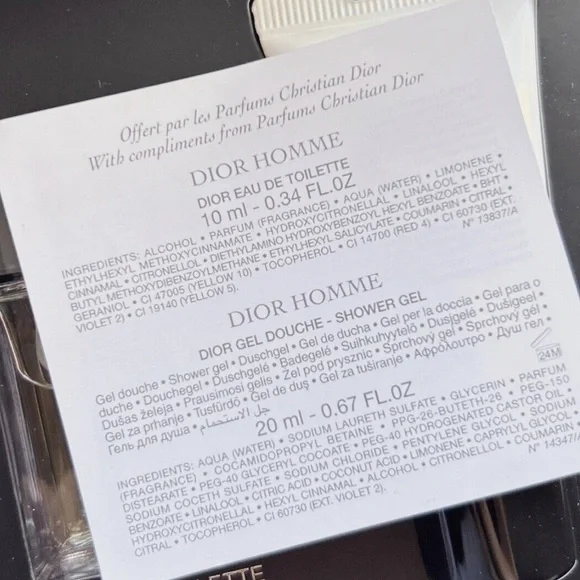 Offert par les Parfums Christian Dior
With compliments from Parfums Christian Dior
DIOR HOMME
DIOR EAU DE TOILETTE
10 ml - 0.34 FL.OZ
INGREDIENTS: ALCOHOL • PARFUM (FRAGRANCE) • AQUA (WATER) • LIMONENE •
ETHYLHEXYL METHOXYCINNAMATE • HYDROXYCITRONELLAL • LINALOOL • HEXYL
CINNAMAL • CITRONELLOL • DIETHYLAMINO HYDROXYBENZOYL HEXYL BENZOATE • BHT •
BUTYL METHOXYDIBENZOYLMETHANE • ETHYLHEXYL SALICYLATE • COUMARIN • CITRAL •
GERANIOL • CI 47005 (YELLOW 10) • TOCOPHEROL • CI 14700 (RED 4) • CI 60730 (EXT.
VIOLET 2) • CI 19140 (YELLOW 5).
N° 13837/A
DIOR HOMME
DIOR GEL DOUCHE - SHOWER GEL
Gel douche • Shower gel • Duschgel • Gel de ducha • Gel per la doccia • Gel para o
duche • Douchegel • Duschgelé • Badegelé • Suihkuhyytelö • Dusjgelé • Duşigeel •
Dušas želeja • Prausimosi gelis • Żel pod prysznic • Sprchový gel • Sprchový gél •
Gel za prhanje • Tusfürdő • Gel de duş • Gel za tuširanje • Αφρόλουτρο • Душ гел •
Гель для душа • جل الاستحمام
24M
20 ml - 0.67 FL.OZ
INGREDIENTS: AQUA (WATER) • SODIUM LAURETH SULFATE • GLYCERIN • PARFUM
(FRAGRANCE) • COCAMIDOPROPYL BETAINE • PPG-26-BUTETH-26 • PEG-150
DISTEARATE • PEG-40 GLYCERYL COCOATE • PEG-40 HYDROGENATED CASTOR OIL •
SODIUM COCETH SULFATE • SODIUM CHLORIDE • PENTYLENE GLYCOL • SODIUM
BENZOATE • LINALOOL • CITRIC ACID • COCONUT ACID • LIMONENE • CAPRYLYL GLYCOL •
HYDROXYCITRONELLAL • HEXYL CINNAMAL • ALCOHOL • CITRONELLOL • COUMARIN •
CITRAL • TOCOPHEROL • CI 60730 (EXT. VIOLET 2).
N° 14347/A
LETTE